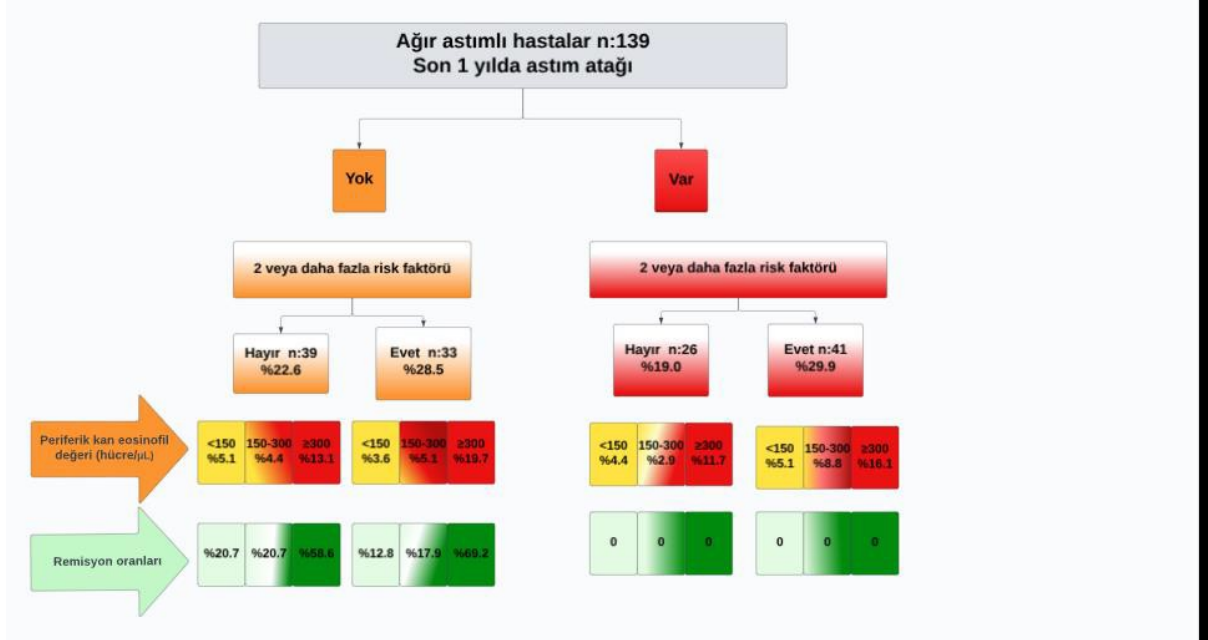 Ağır astımlı hastalar n:139
Son 1 yılda astım atağı
Yok
Var
2 veya daha fazla risk faktörü
2 veya daha fazla risk faktörü
Hayır n:39
%22.6
Evet n:33
%28.5
Hayır n:26
%19.0
Evet n:41
%29.9
Periferik kan eosinofil
değeri (hücre/µL)
<150 150-300 ≥300
%5.1 %4.4 %13.1
<150 150-300 ≥300
%3.6 %5.1 %19.7
<150 150-300 ≥300
%4.4 %2.9 %11.7
<150 150-300 ≥300
%5.1 %8.8 %16.1
Remisyon oranları
%20.7 %20.7 %58.6
%12.8 %17.9 %69.2
0 0 0
0 0 0